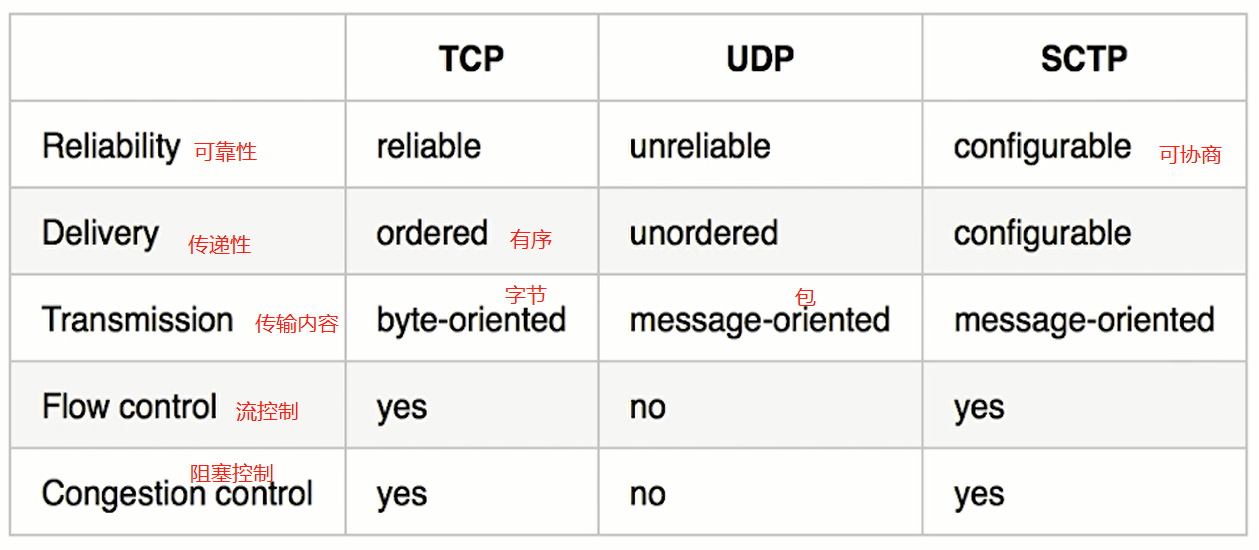 TCP UDP SCTP
Reliability 可靠性 reliable unreliable configurable 可协商
Delivery 传递性 ordered 有序 unordered configurable
字节 包
Transmission 传输内容 byte-oriented message-oriented message-oriented
Flow control 流控制 yes no yes
阻塞控制
Congestion control yes no yes